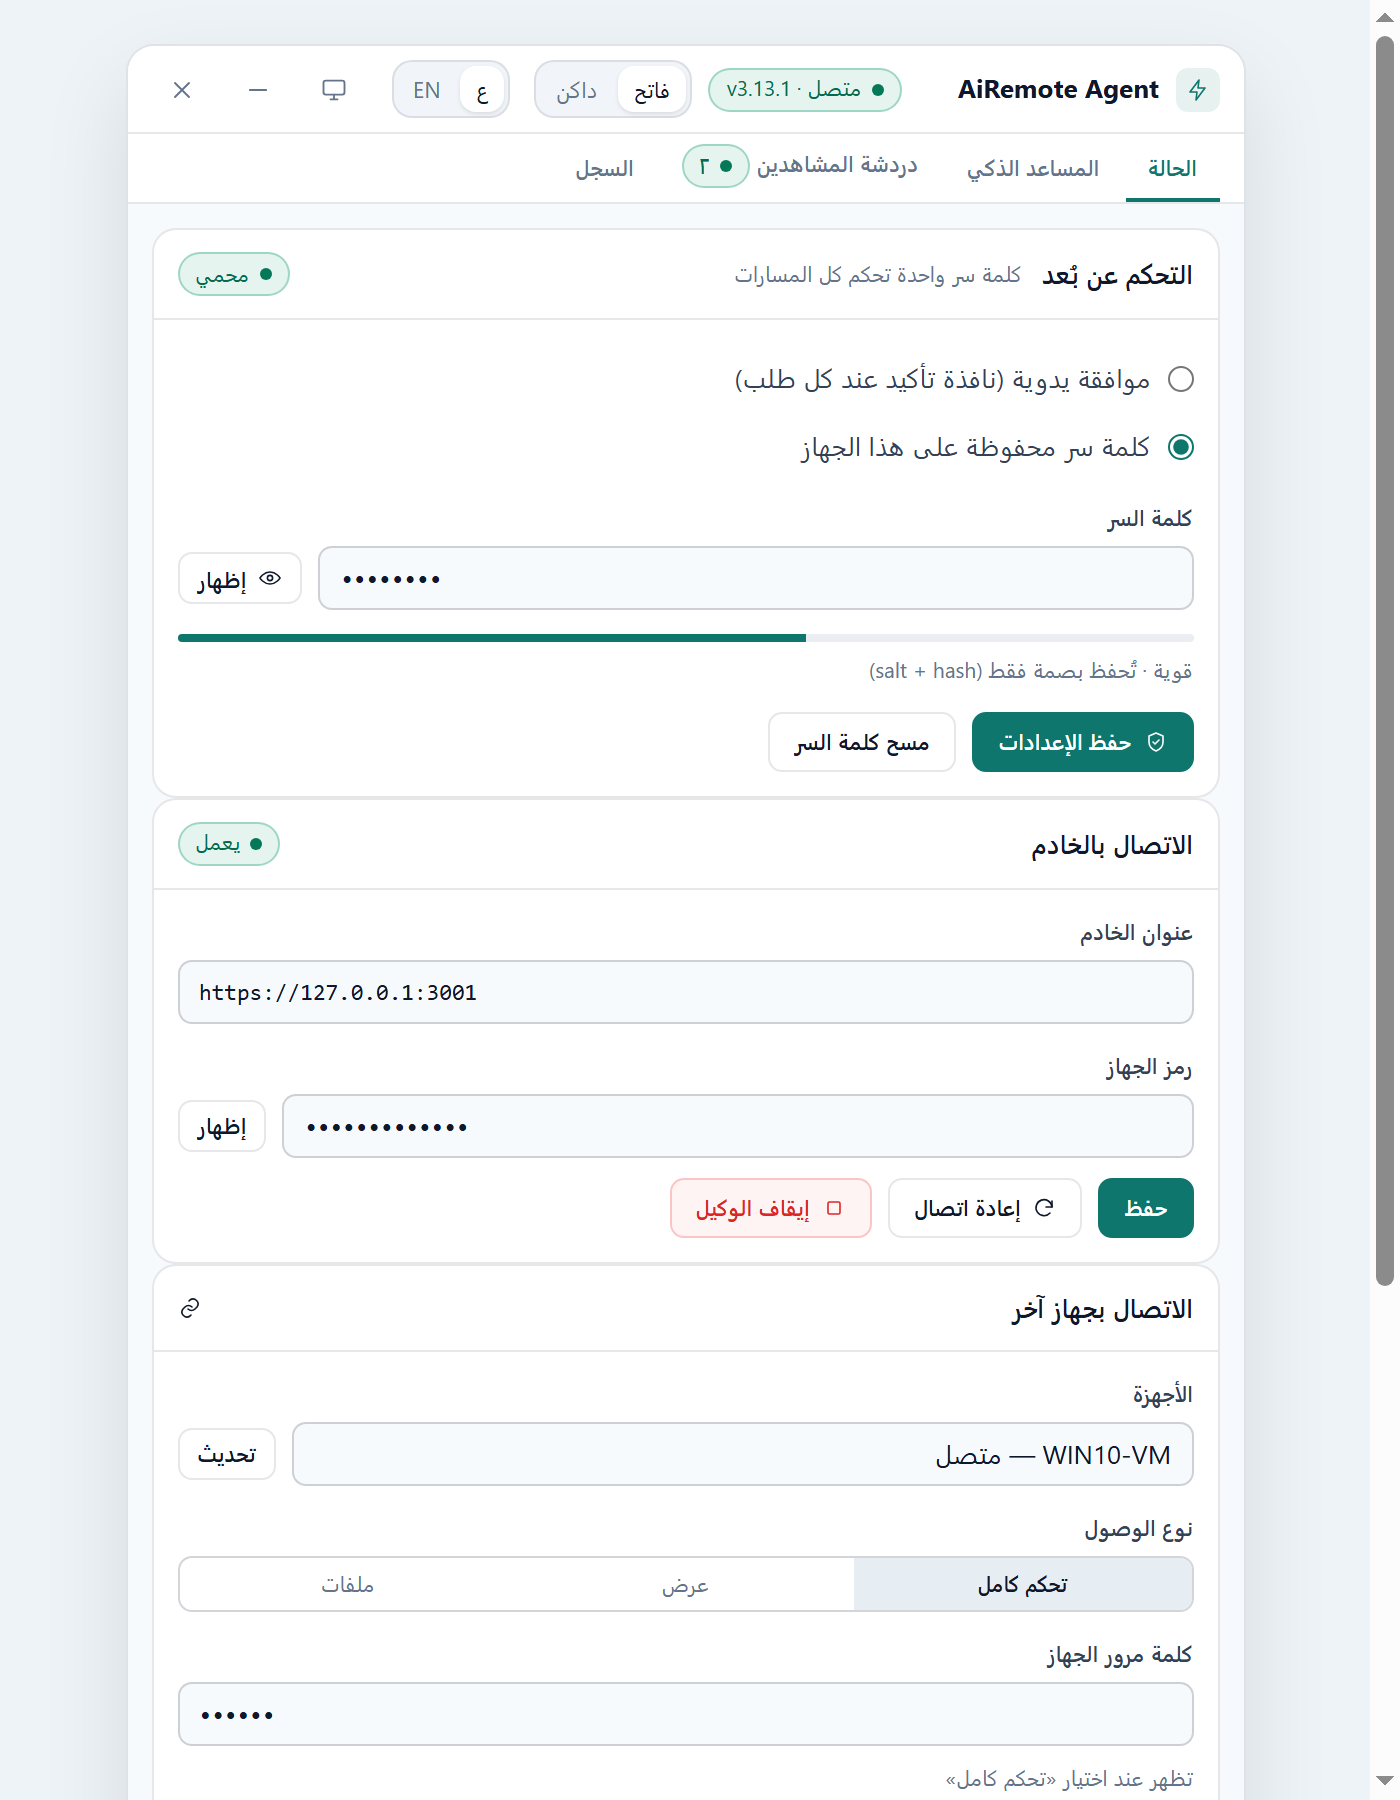 AiRemote Agent
متصل · v3.13.1
فاتح
داكن
ع
EN
الحالة
المساعد الذكي
دردشة المشاهدين
٢
السجل
التحكم عن بُعد
كلمة سر واحدة تحكم كل المسارات
محمي
موافقة يدوية (نافذة تأكيد عند كل طلب)
كلمة سر محفوظة على هذا الجهاز
كلمة السر
••••••••
إظهار
قوية · تُحفظ بصمة فقط (salt + hash)
حفظ الإعدادات
مسح كلمة السر
الاتصال بالخادم
يعمل
عنوان الخادم
https://127.0.0.1:3001
رمز الجهاز
•••••••••••••
إظهار
حفظ
إعادة اتصال
إيقاف الوكيل
الاتصال بجهاز آخر
الأجهزة
WIN10-VM — متصل
تحديث
نوع الوصول
تحكم كامل
عرض
ملفات
كلمة مرور الجهاز
••••••
تظهر عند اختيار «تحكم كامل»